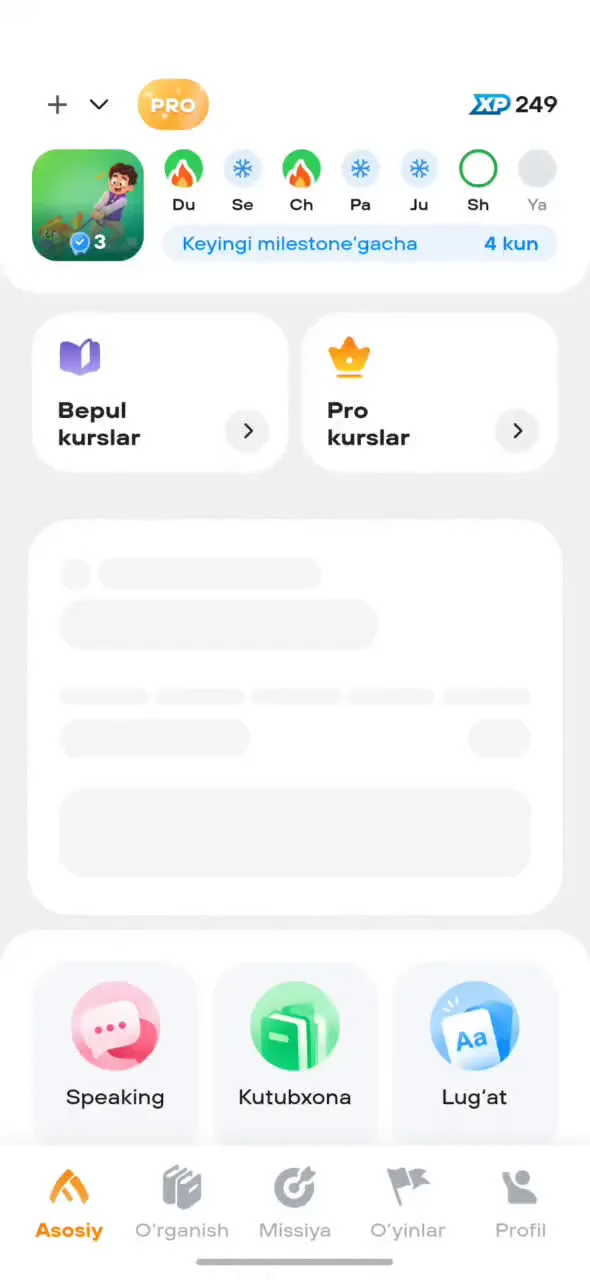 PRO
XP 249
3
Du Se Ch Pa Ju Sh Ya
Keyingi milestone'gacha 4 kun
Bepul
kurslar
Pro
kurslar
Aa
Speaking Kutubxona Lug'at
Asosiy O'rganish Missiya O'yinlar Profil